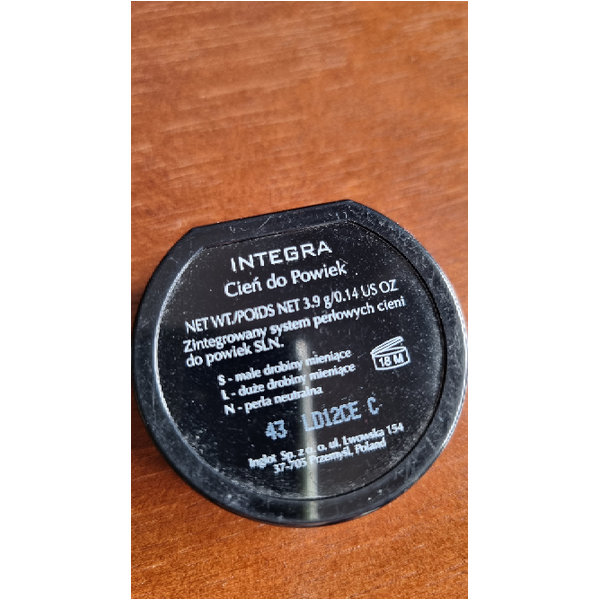 INTEGRA
Cień do Powiek
NET WT./POIDS NET 3.9 g/0.14 US OZ
Zintegrowany system perłowych cieni
do powiek SLN.
S - małe drobiny mieniące
L - duże drobiny mieniące
N - perła neutralna
18 M
43 LD12CE C
Inglot Sp. z o. o. ul. Lwowska 154
37-705 Przemyśl, Poland